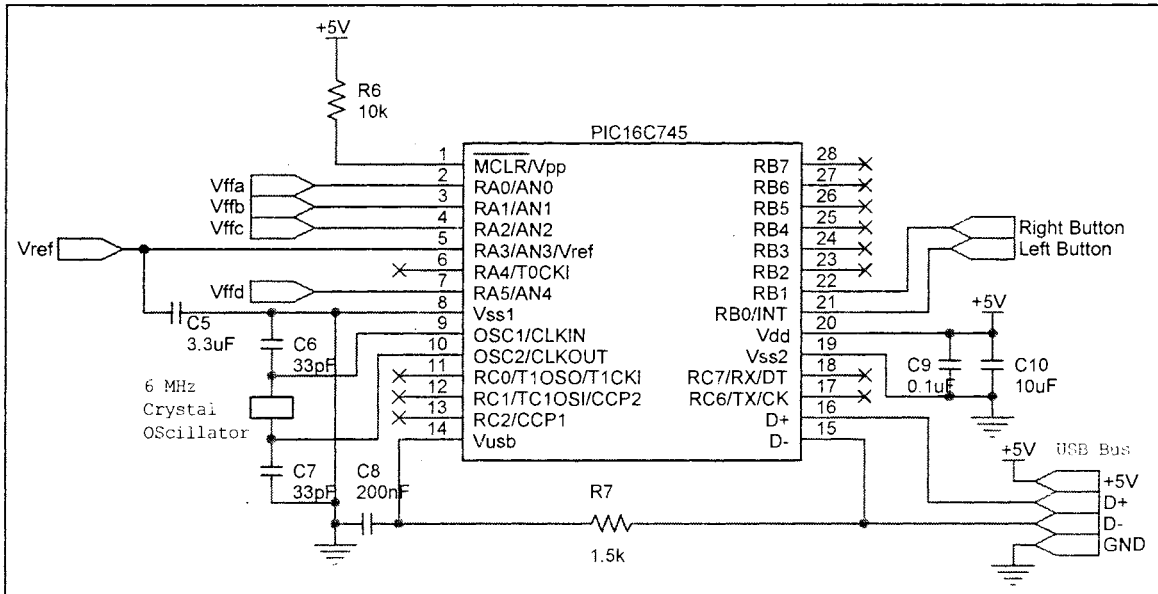 +5V
R6
10k
PIC16C745
1
MCLR/Vpp
2
RA0/AN0
3
RA1/AN1
4
RA2/AN2
5
RA3/AN3/Vref
6
RA4/T0CKI
7
RA5/AN4
8
Vss1
9
OSC1/CLKIN
10
OSC2/CLKOUT
11
RC0/T1OSO/T1CKI
12
RC1/TC1OSI/CCP2
13
RC2/CCP1
14
Vusb
28
RB7
27
RB6
26
RB5
25
RB4
24
RB3
23
RB2
22
RB1
21
RB0/INT
20
Vdd
19
Vss2
18
RC7/RX/DT
17
RC6/TX/CK
16
D+
15
D-
Vffa
Vffb
Vffc
Vref
Vffd
C5
3.3uF
C6
33pF
6 MHz
Crystal
OScillator
C7
33pF
C8
200nF
R7
1.5k
Right Button
Left Button
+5V
C9
0.1uF
C10
10uF
+5V
USB Bus
+5V
D+
D-
GND